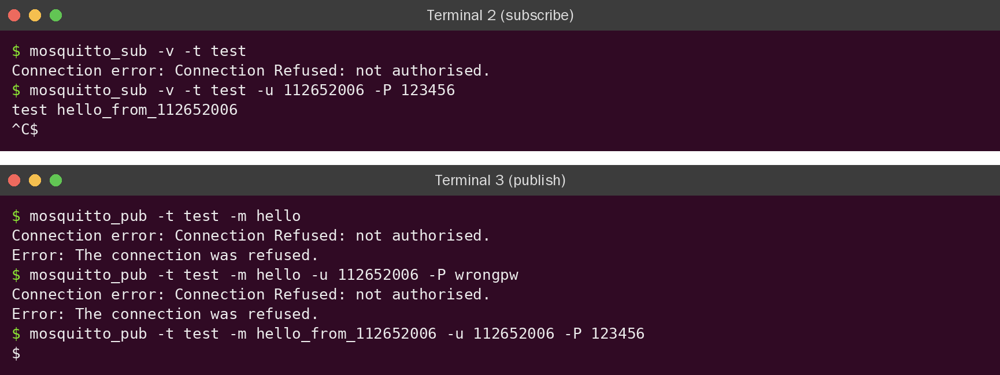 Terminal 2 (subscribe)
$ mosquitto_sub -v -t test
Connection error: Connection Refused: not authorised.
$ mosquitto_sub -v -t test -u 112652006 -P 123456
test hello_from_112652006
^C$
Terminal 3 (publish)
$ mosquitto_pub -t test -m hello
Connection error: Connection Refused: not authorised.
Error: The connection was refused.
$ mosquitto_pub -t test -m hello -u 112652006 -P wrongpw
Connection error: Connection Refused: not authorised.
Error: The connection was refused.
$ mosquitto_pub -t test -m hello_from_112652006 -u 112652006 -P 123456
$